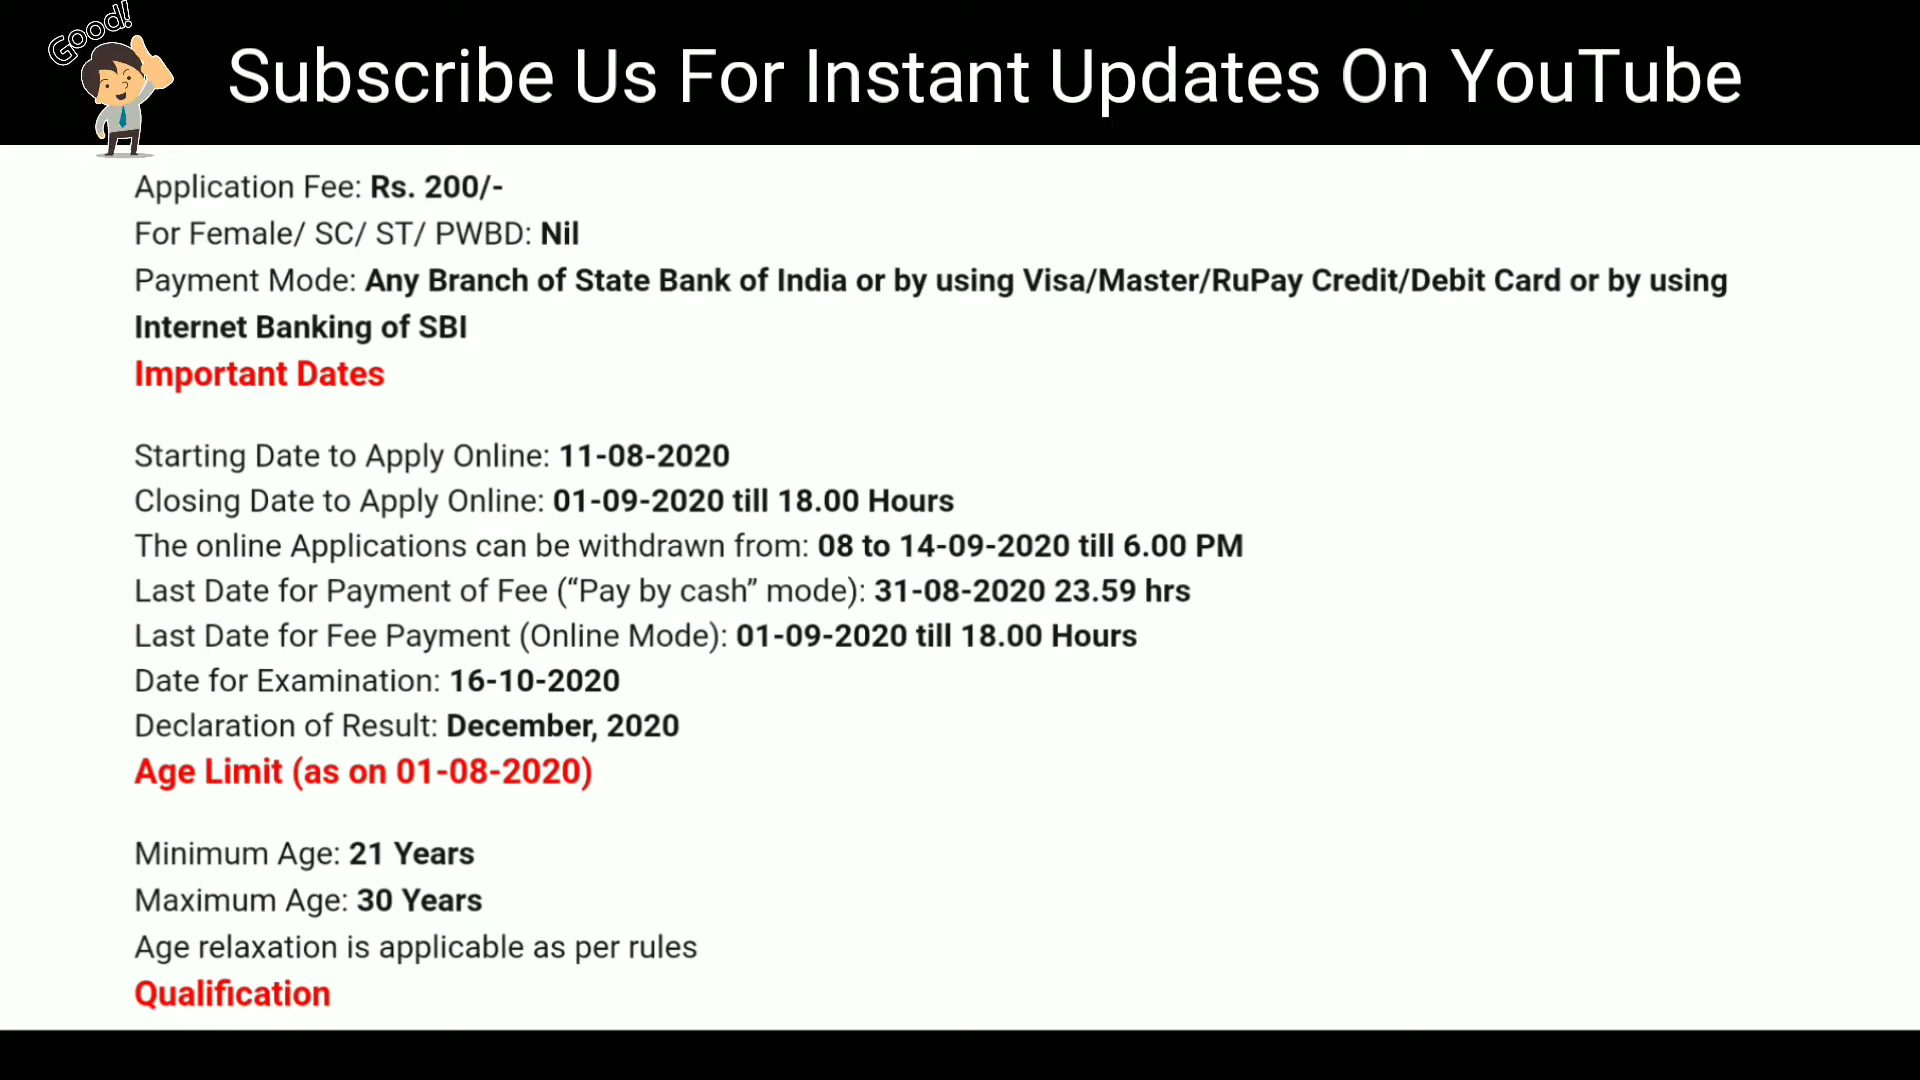 Good!
Subscribe Us For Instant Updates On YouTube
Application Fee: Rs. 200/-
For Female/ SC/ ST/ PWBD: Nil
Payment Mode: Any Branch of State Bank of India or by using Visa/Master/RuPay Credit/Debit Card or by using
Internet Banking of SBI
Important Dates
Starting Date to Apply Online: 11-08-2020
Closing Date to Apply Online: 01-09-2020 till 18.00 Hours
The online Applications can be withdrawn from: 08 to 14-09-2020 till 6.00 PM
Last Date for Payment of Fee (“Pay by cash” mode): 31-08-2020 23.59 hrs
Last Date for Fee Payment (Online Mode): 01-09-2020 till 18.00 Hours
Date for Examination: 16-10-2020
Declaration of Result: December, 2020
Age Limit (as on 01-08-2020)
Minimum Age: 21 Years
Maximum Age: 30 Years
Age relaxation is applicable as per rules
Qualification